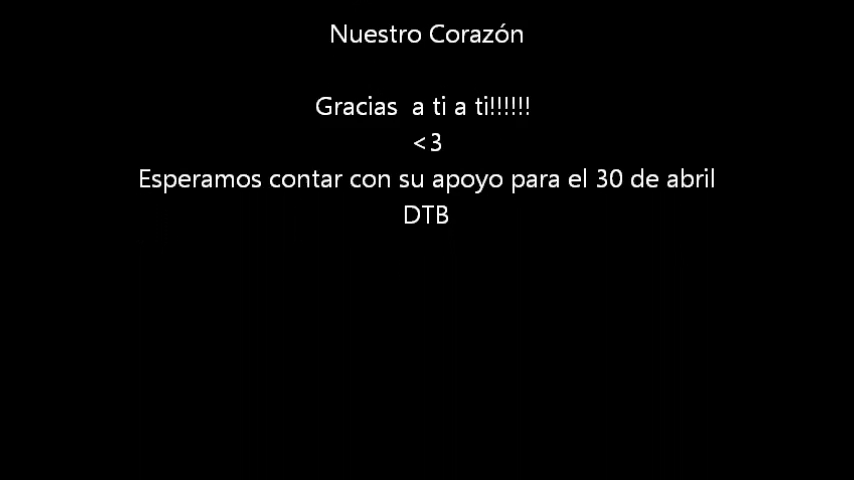 Nuestro Corazón
Gracias  a ti a ti!!!!!!
<3
Esperamos contar con su apoyo para el 30 de abril
DTB